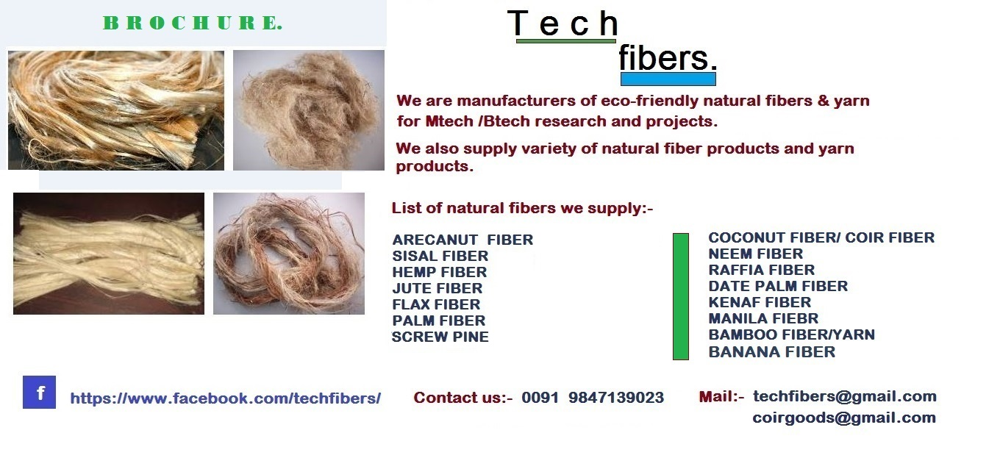 BROCHURE.
Tech
fibers.
We are manufacturers of eco-friendly natural fibers & yarn
for Mtech /Btech research and projects.
We also supply variety of natural fiber products and yarn
products.
List of natural fibers we supply:-
ARECANUT FIBER
SISAL FIBER
HEMP FIBER
JUTE FIBER
FLAX FIBER
PALM FIBER
SCREW PINE
COCONUT FIBER/ COIR FIBER
NEEM FIBER
RAFFIA FIBER
DATE PALM FIBER
KENAF FIBER
MANILA FIEBR
BAMBOO FIBER/YARN
BANANA FIBER
f https://www.facebook.com/techfibers/
Contact us:- 0091 9847139023
Mail:- techfibers@gmail.com
coirgoods@gmail.com